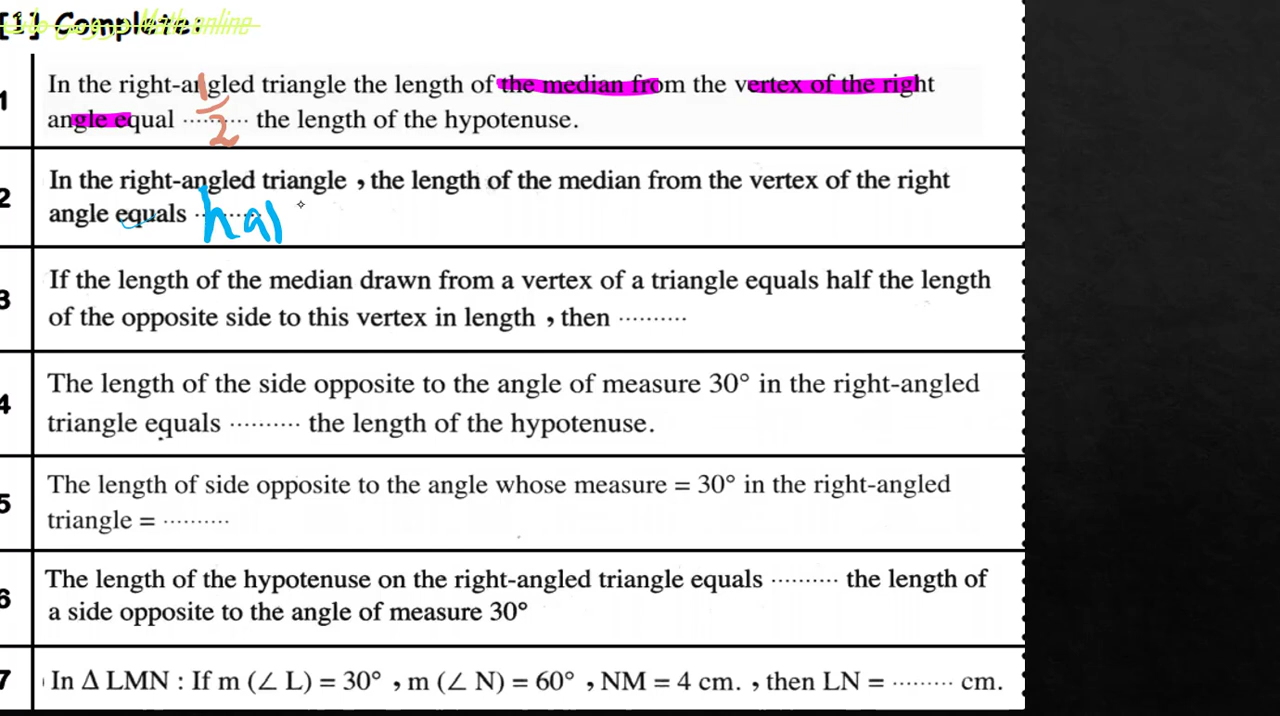 [1] Complete:
Math online
1
In the right-angled triangle the length of the median from the vertex of the right
angle equal ·········· the length of the hypotenuse.
1
2
2
In the right-angled triangle , the length of the median from the vertex of the right
angle equals ··········
hal
3
If the length of the median drawn from a vertex of a triangle equals half the length
of the opposite side to this vertex in length , then ··········
4
The length of the side opposite to the angle of measure 30° in the right-angled
triangle equals ·········· the length of the hypotenuse.
5
The length of side opposite to the angle whose measure = 30° in the right-angled
triangle = ··········
6
The length of the hypotenuse on the right-angled triangle equals ·········· the length of
a side opposite to the angle of measure 30°
7
In Δ LMN : If m (∠ L) = 30° , m (∠ N) = 60° , NM = 4 cm. , then LN = ········· cm.